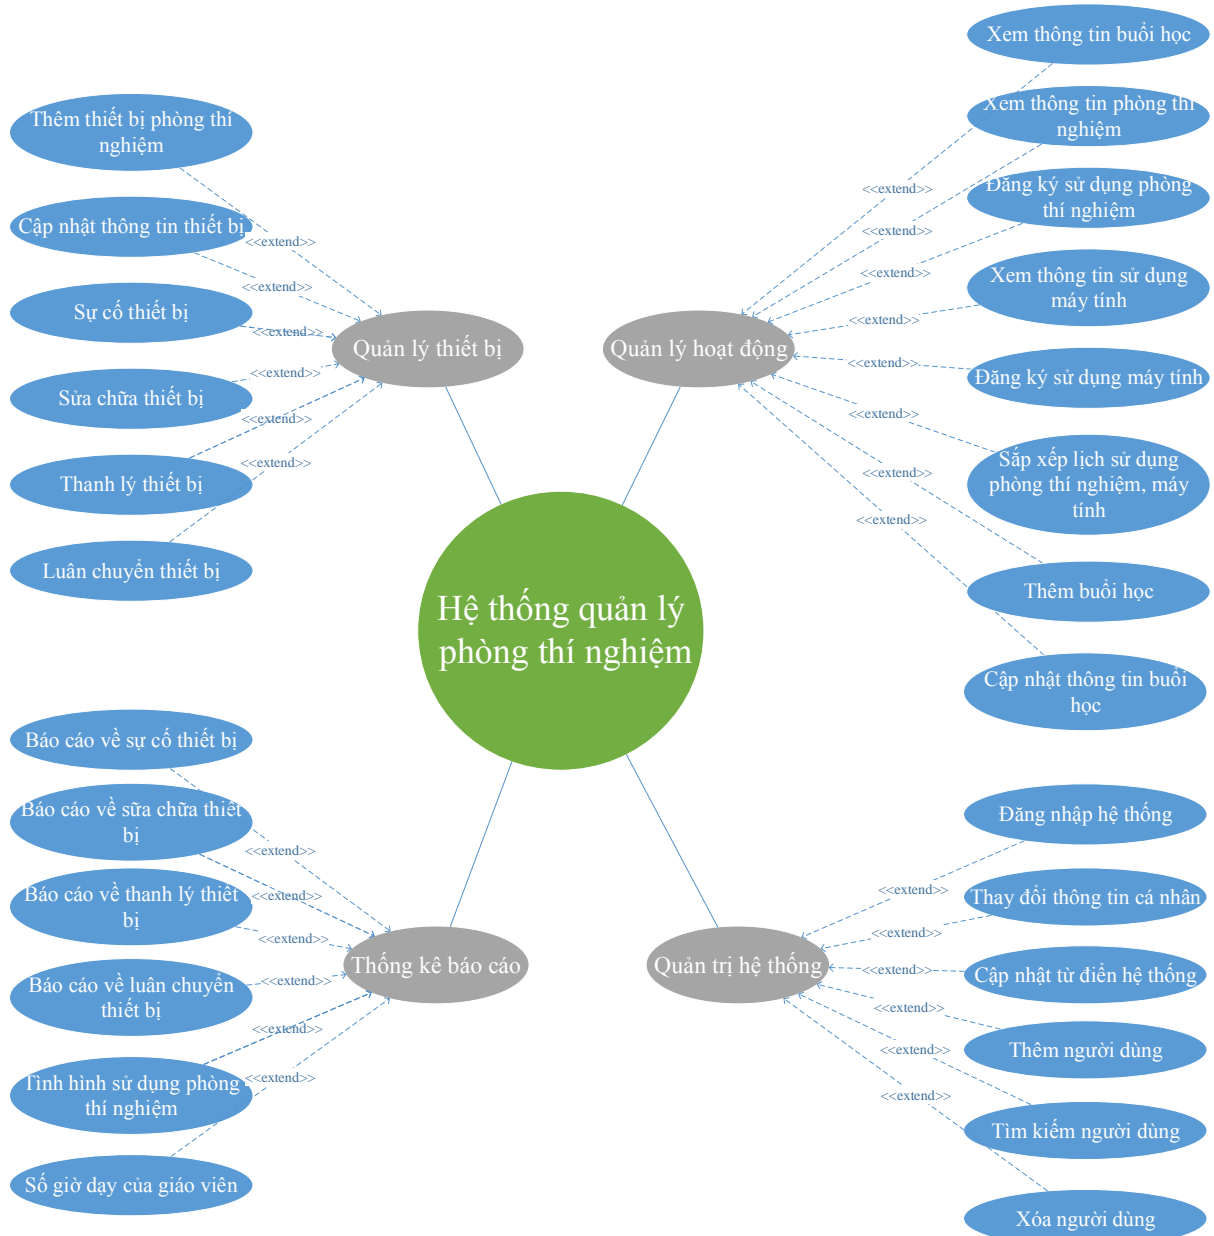 Thêm thiết bị phòng thí
nghiệm
Cập nhật thông tin thiết bị
Sự cố thiết bị
Sửa chữa thiết bị
Thanh lý thiết bị
Luân chuyển thiết bị
<<extend>>
<<extend>>
<<extend>>
<<extend>>
<<extend>>
<<extend>>
Quản lý thiết bị
Xem thông tin buổi học
Xem thông tin phòng thí
nghiệm
Đăng ký sử dụng phòng
thí nghiệm
Xem thông tin sử dụng
máy tính
Đăng ký sử dụng máy tính
Sắp xếp lịch sử dụng
phòng thí nghiệm, máy
tính
Thêm buổi học
Cập nhật thông tin buổi
học
<<extend>>
<<extend>>
<<extend>>
<<extend>>
<<extend>>
<<extend>>
<<extend>>
<<extend>>
Quản lý hoạt động
Hệ thống quản lý
phòng thí nghiệm
Báo cáo về sự cố thiết bị
Báo cáo về sữa chữa thiết
bị
Báo cáo về thanh lý thiết
bị
Báo cáo về luân chuyển
thiết bị
Tình hình sử dụng phòng
thí nghiệm
Số giờ dạy của giáo viên
<<extend>>
<<extend>>
<<extend>>
<<extend>>
<<extend>>
<<extend>>
Thống kê báo cáo
Đăng nhập hệ thống
Thay đổi thông tin cá nhân
Cập nhật từ điển hệ thống
Thêm người dùng
Tìm kiếm người dùng
Xóa người dùng
<<extend>>
<<extend>>
<<extend>>
<<extend>>
<<extend>>
<<extend>>
Quản trị hệ thống